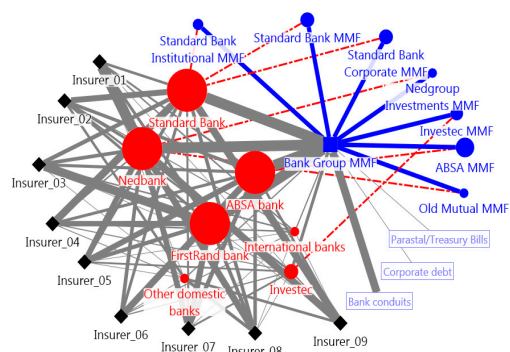 Standard Bank
Institutional MMF
Standard Bank MMF
Standard Bank
Corporate MMF
Nedgroup
Investments MMF
Investec MMF
ABSA MMF
Old Mutual MMF
Bank Group MMF
Insurer_01
Insurer_02
Insurer_03
Insurer_04
Insurer_05
Insurer_06
Insurer_07
Insurer_08
Insurer_09
Standard Bank
Nedbank
ABSA bank
FirstRand bank
International banks
Investec
Other domestic
banks
Parastal/Treasury Bills
Corporate debt
Bank conduits